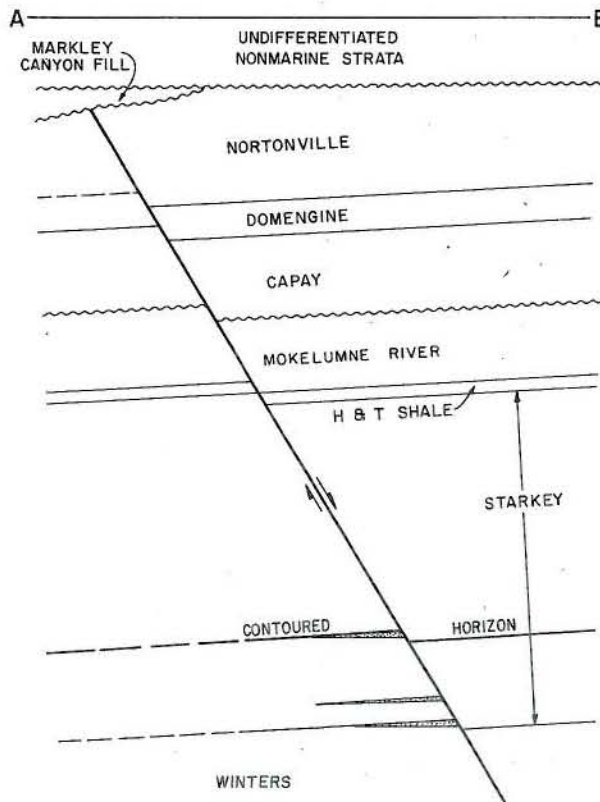 A
B
UNDIFFERENTIATED
NONMARINE STRATA
MARKLEY
CANYON FILL
NORTONVILLE
DOMENGINE
CAPAY
MOKELUMNE RIVER
H & T SHALE
STARKEY
CONTOURED HORIZON
WINTERS